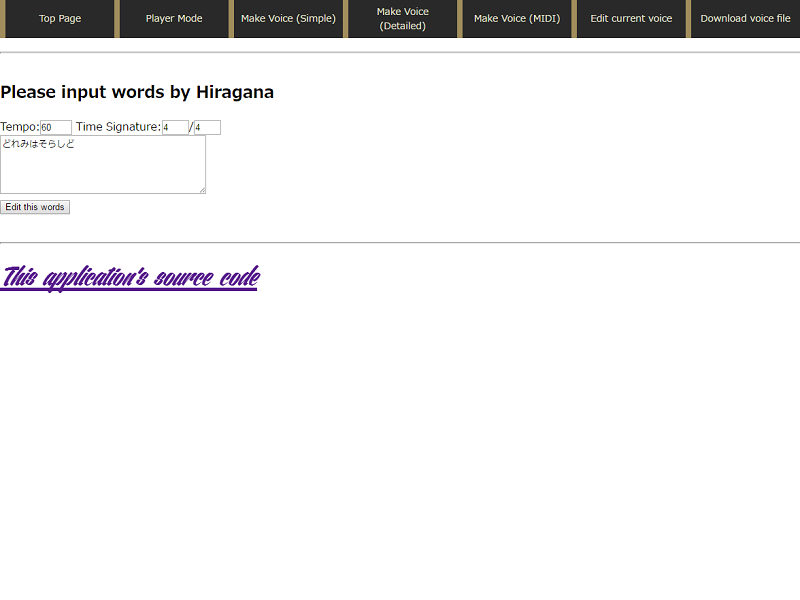 Top Page
Player Mode
Make Voice (Simple)
Make Voice
(Detailed)
Make Voice (MIDI)
Edit current voice
Download voice file
Please input words by Hiragana
Tempo:60 Time Signature:4/4
どれみはそらしど
Edit this words
This application's source code